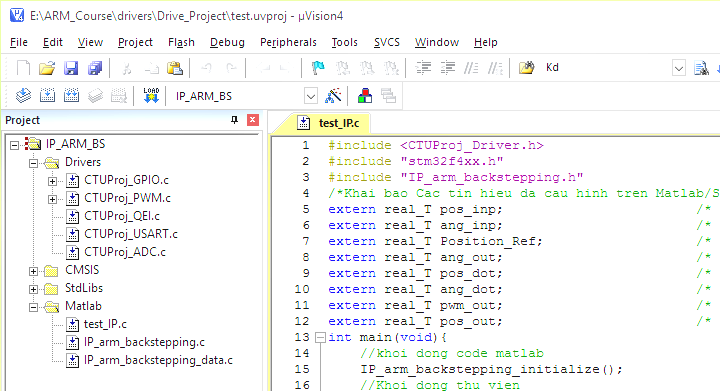 E:\ARM_Course\drivers\Drive_Project\test.uvproj - µVision4
File Edit View Project Flash Debug Peripherals Tools SVCS Window Help
Kd
LOAD IP_ARM_BS
Project
IP_ARM_BS
Drivers
CTUProj_GPIO.c
CTUProj_PWM.c
CTUProj_QEI.c
CTUProj_USART.c
CTUProj_ADC.c
CMSIS
StdLibs
Matlab
test_IP.c
IP_arm_backstepping.c
IP_arm_backstepping_data.c
test_IP.c
1 #include <CTUProj_Driver.h>
2 #include "stm32f4xx.h"
3 #include "IP_arm_backstepping.h"
4 /*Khai bao Cac tin hieu da cau hinh tren Matlab/S
5 extern real_T pos_inp; /*
6 extern real_T ang_inp; /*
7 extern real_T Position_Ref; /*
8 extern real_T ang_out; /*
9 extern real_T pos_dot; /*
10 extern real_T ang_dot; /*
11 extern real_T pwm_out; /*
12 extern real_T pos_out; /*
13 int main(void){
14 //khoi dong code matlab
15 IP_arm_backstepping_initialize();
16 //Khoi dong thu vien